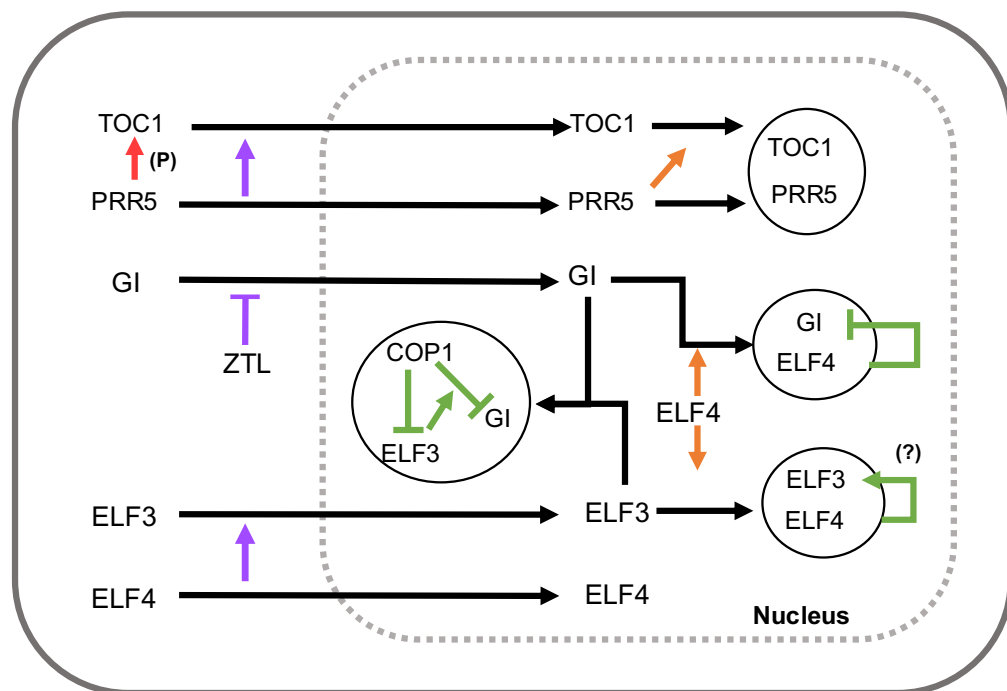 TOC1
TOC1
TOC1
(P)
PRR5
PRR5
PRR5
GI
GI
GI
ELF4
ZTL
COP1
GI
ELF3
ELF4
(?)
ELF3
ELF4
ELF3
ELF3
ELF4
ELF4
Nucleus